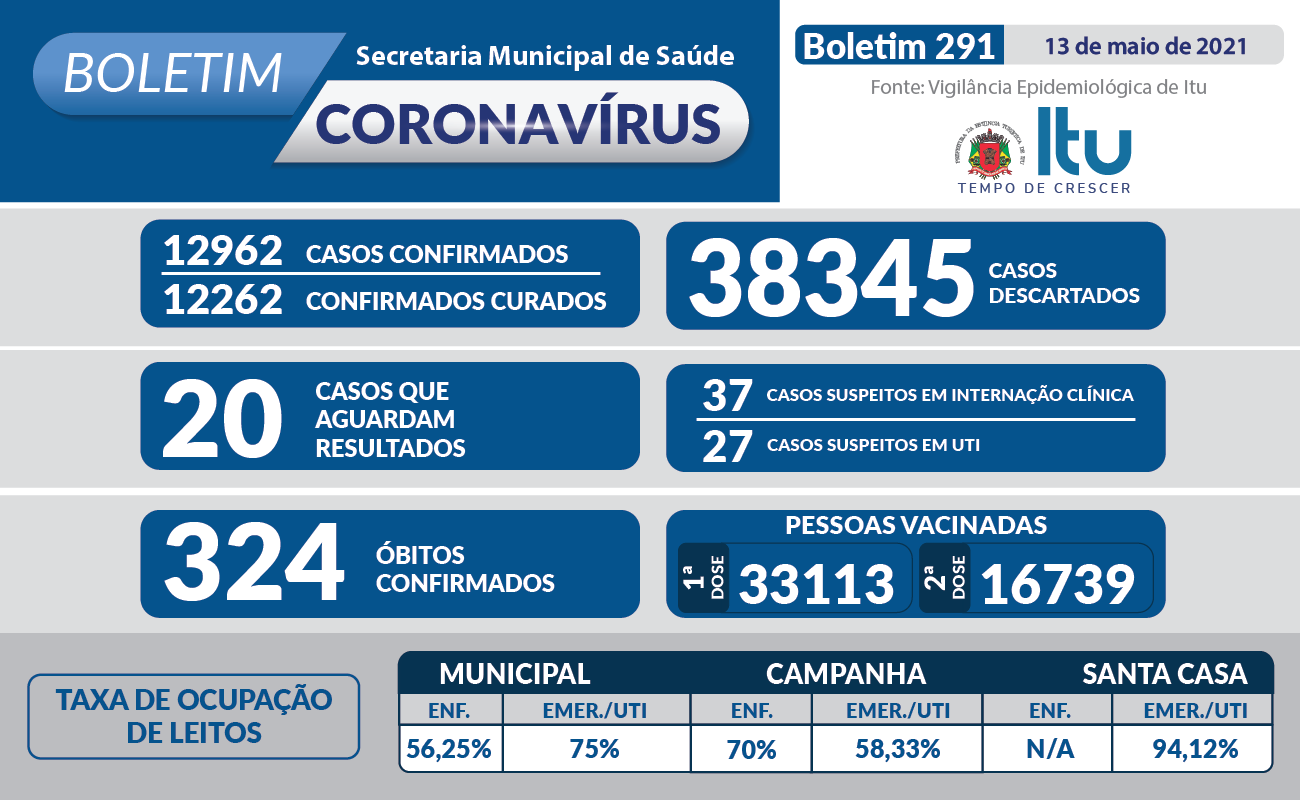 BOLETIM
Secretaria Municipal de Saúde
CORONAVÍRUS
Boletim 291
13 de maio de 2021
Fonte: Vigilância Epidemiológica de Itu
PREFEITURA DA ESTÂNCIA TURÍSTICA DE ITU
Itu
TEMPO DE CRESCER
12962 CASOS CONFIRMADOS
12262 CONFIRMADOS CURADOS
38345 CASOS
DESCARTADOS
20 CASOS QUE
AGUARDAM
RESULTADOS
37 CASOS SUSPEITOS EM INTERNAÇÃO CLÍNICA
27 CASOS SUSPEITOS EM UTI
324 ÓBITOS
CONFIRMADOS
PESSOAS VACINADAS
1ª DOSE 33113 2ª DOSE 16739
TAXA DE OCUPAÇÃO
DE LEITOS
MUNICIPAL CAMPANHA SANTA CASA
ENF. EMER./UTI ENF. EMER./UTI ENF. EMER./UTI
56,25% 75% 70% 58,33% N/A 94,12%